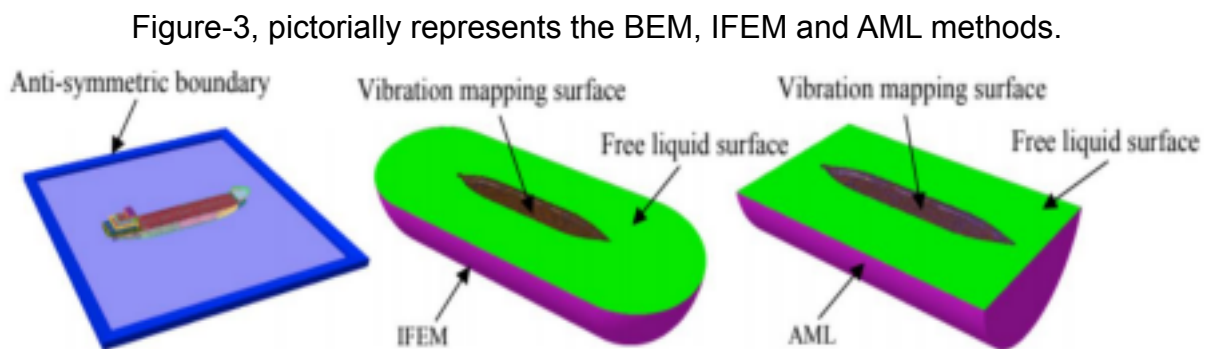 Figure-3, pictorially represents the BEM, IFEM and AML methods.
Anti-symmetric boundary
Vibration mapping surface
Free liquid surface
IFEM
Vibration mapping surface
Free liquid surface
AML